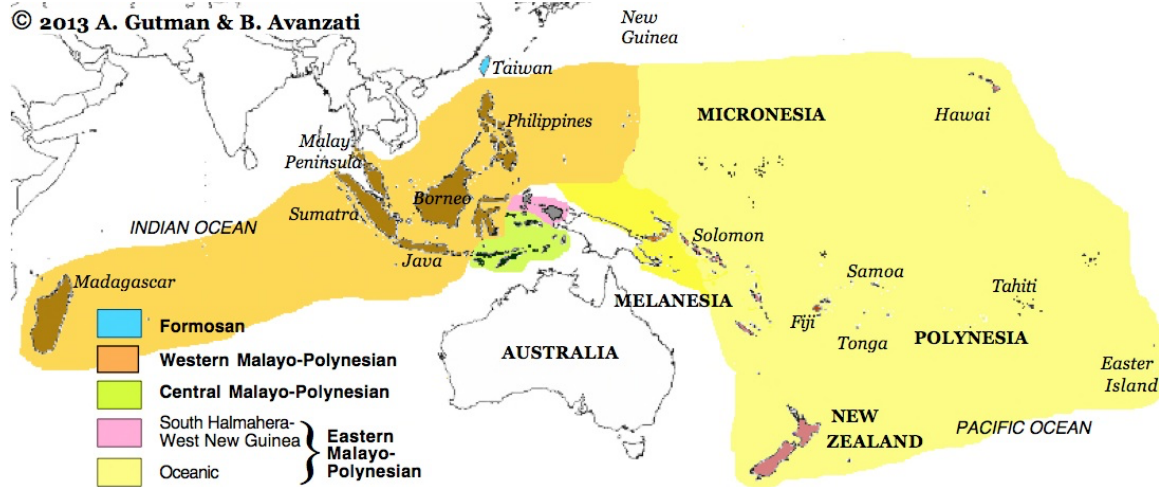 © 2013 A. Gutman & B. Avanzati
New
Guinea
Taiwan
MICRONESIA
Hawai
Philippines
Malay
Peninsula
Borneo
Sumatra
INDIAN OCEAN
Solomon
Java
Madagascar
Samoa
MELANESIA
Tahiti
Fiji
Tonga
POLYNESIA
AUSTRALIA
Easter
Island
NEW
ZEALAND
PACIFIC OCEAN
Formosan
Western Malayo-Polynesian
Central Malayo-Polynesian
South Halmahera-
West New Guinea
Eastern
Malayo-
Polynesian
Oceanic